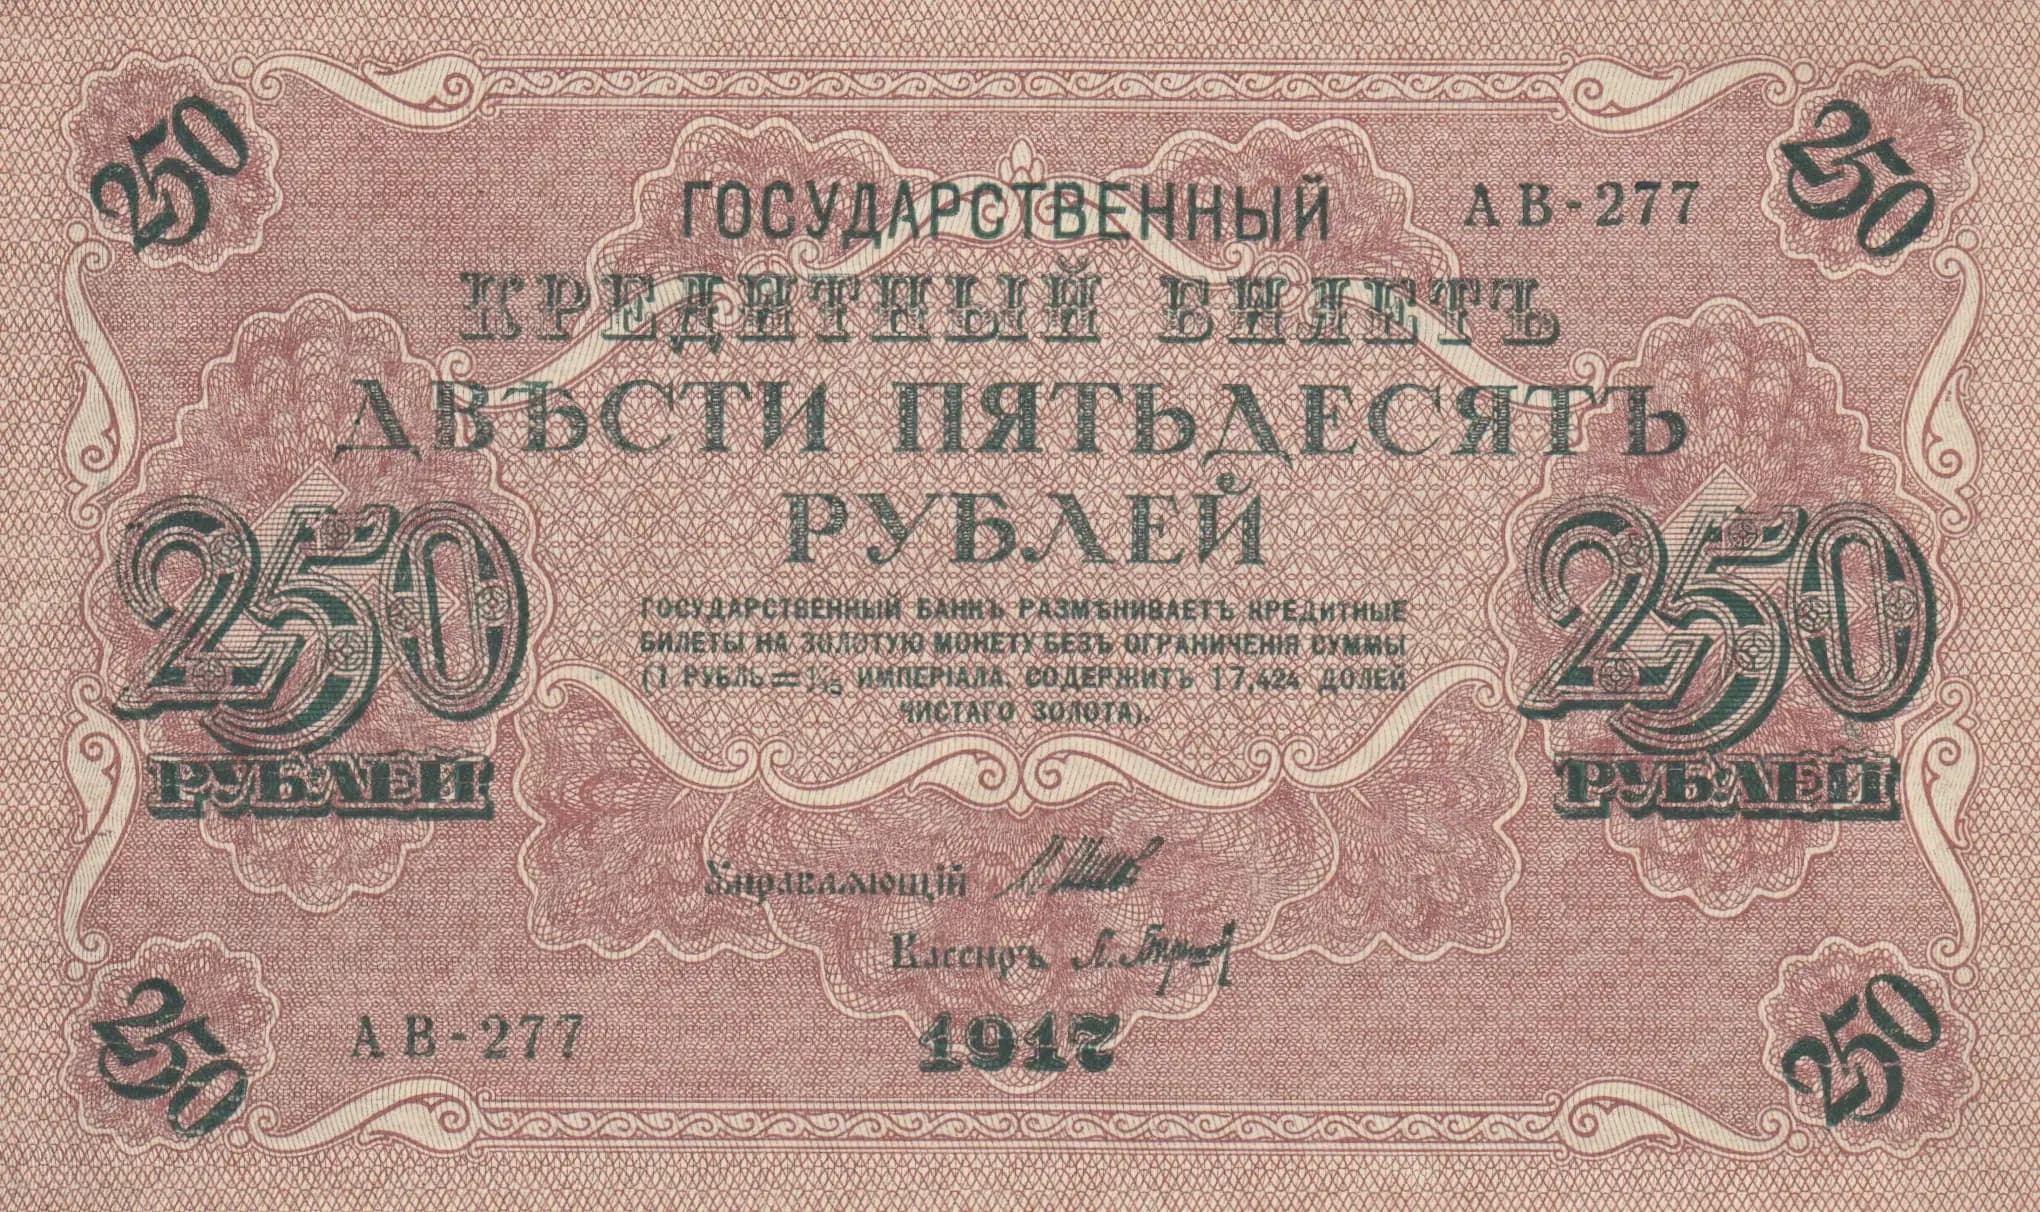 250
250
ГОСУДАРСТВЕННЫЙ
АВ-277
КРЕДИТНЫЙ БИЛЕТЪ
ДВѢСТИ ПЯТЬДЕСЯТЪ
РУБЛЕЙ
250
РУБЛЕЙ
250
РУБЛЕЙ
ГОСУДАРСТВЕННЫЙ БАНКЪ РАЗМѢНИВАЕТЪ КРЕДИТНЫЕ
БИЛЕТЫ НА ЗОЛОТУЮ МОНЕТУ БЕЗЪ ОГРАНИЧЕНІЯ СУММЫ
(1 РУБЛЬ = 1/15 ИМПЕРІАЛА, СОДЕРЖИТЪ 17,424 ДОЛЕЙ
ЧИСТАГО ЗОЛОТА).
Управляющій И. Шипов
Кассиръ
АВ-277
1917
250
250